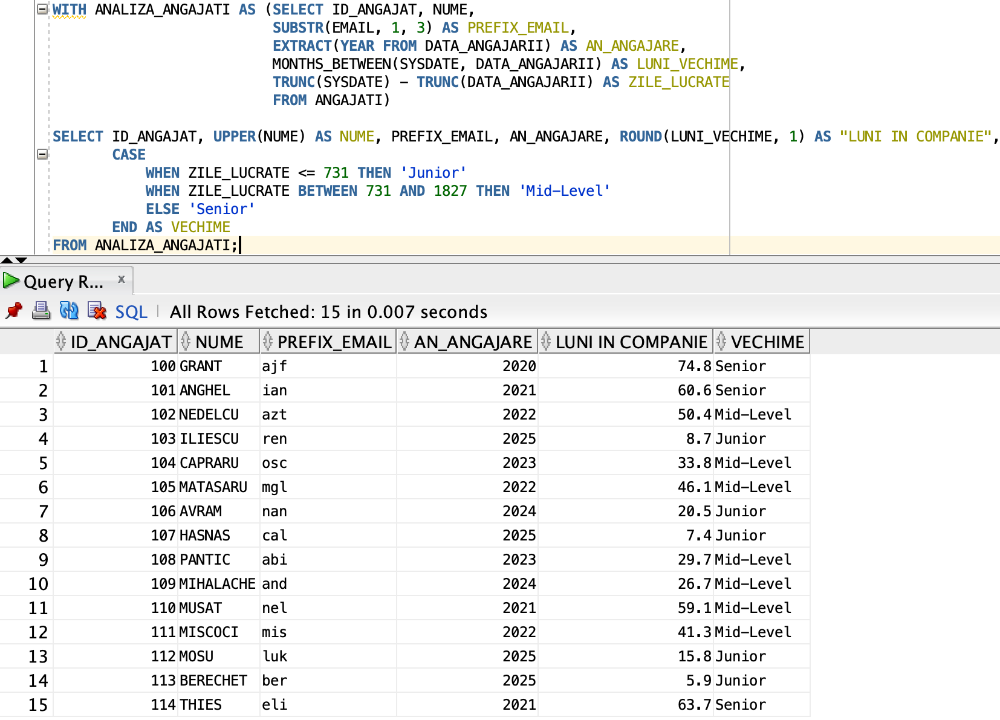 WITH ANALIZA_ANGAJATI AS (SELECT ID_ANGAJAT, NUME,
SUBSTR(EMAIL, 1, 3) AS PREFIX_EMAIL,
EXTRACT(YEAR FROM DATA_ANGAJARII) AS AN_ANGAJARE,
MONTHS_BETWEEN(SYSDATE, DATA_ANGAJARII) AS LUNI_VECHIME,
TRUNC(SYSDATE) - TRUNC(DATA_ANGAJARII) AS ZILE_LUCRATE
FROM ANGAJATI)
SELECT ID_ANGAJAT, UPPER(NUME) AS NUME, PREFIX_EMAIL, AN_ANGAJARE, ROUND(LUNI_VECHIME, 1) AS "LUNI IN COMPANIE",
CASE
WHEN ZILE_LUCRATE <= 731 THEN 'Junior'
WHEN ZILE_LUCRATE BETWEEN 731 AND 1827 THEN 'Mid-Level'
ELSE 'Senior'
END AS VECHIME
FROM ANALIZA_ANGAJATI;
Query R... x
SQL | All Rows Fetched: 15 in 0.007 seconds
ID_ANGAJAT NUME PREFIX_EMAIL AN_ANGAJARE LUNI IN COMPANIE VECHIME
1 100 GRANT ajf 2020 74.8 Senior
2 101 ANGHEL ian 2021 60.6 Senior
3 102 NEDELCU azt 2022 50.4 Mid-Level
4 103 ILIESCU ren 2025 8.7 Junior
5 104 CAPRARU osc 2023 33.8 Mid-Level
6 105 MATASARU mgl 2022 46.1 Mid-Level
7 106 AVRAM nan 2024 20.5 Junior
8 107 HASNAS cal 2025 7.4 Junior
9 108 PANTIC abi 2023 29.7 Mid-Level
10 109 MIHALACHE and 2024 26.7 Mid-Level
11 110 MUSAT nel 2021 59.1 Mid-Level
12 111 MISCOCI mis 2022 41.3 Mid-Level
13 112 MOSU luk 2025 15.8 Junior
14 113 BERECHET ber 2025 5.9 Junior
15 114 THIES eli 2021 63.7 Senior